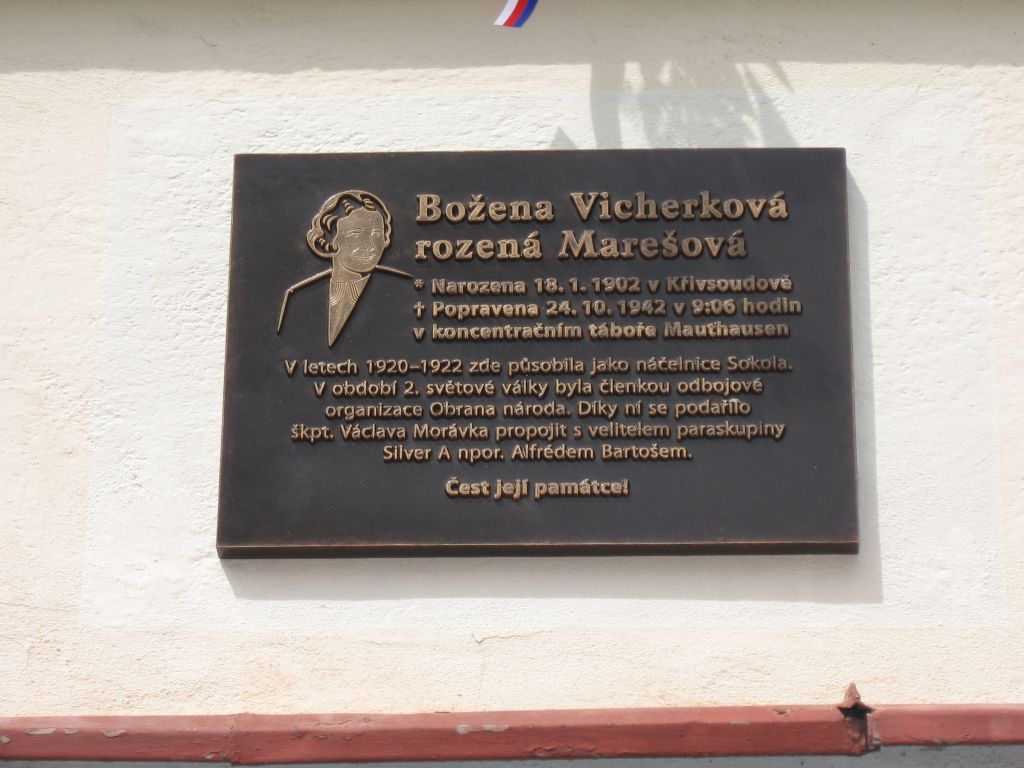 Božena Vicherková
rozená Marešová
* Narozena 18. 1. 1902 v Křivsoudově
† Popravena 24. 10. 1942 v 9:06 hodin
v koncentračním táboře Mauthausen
V letech 1920–1922 zde působila jako náčelnice Sokola.
V období 2. světové války byla členkou odbojové
organizace Obrana národa. Díky ní se podařilo
škpt. Václava Morávka propojit s velitelem paraskupiny
Silver A npor. Alfrédem Bartošem.
Čest její památce!